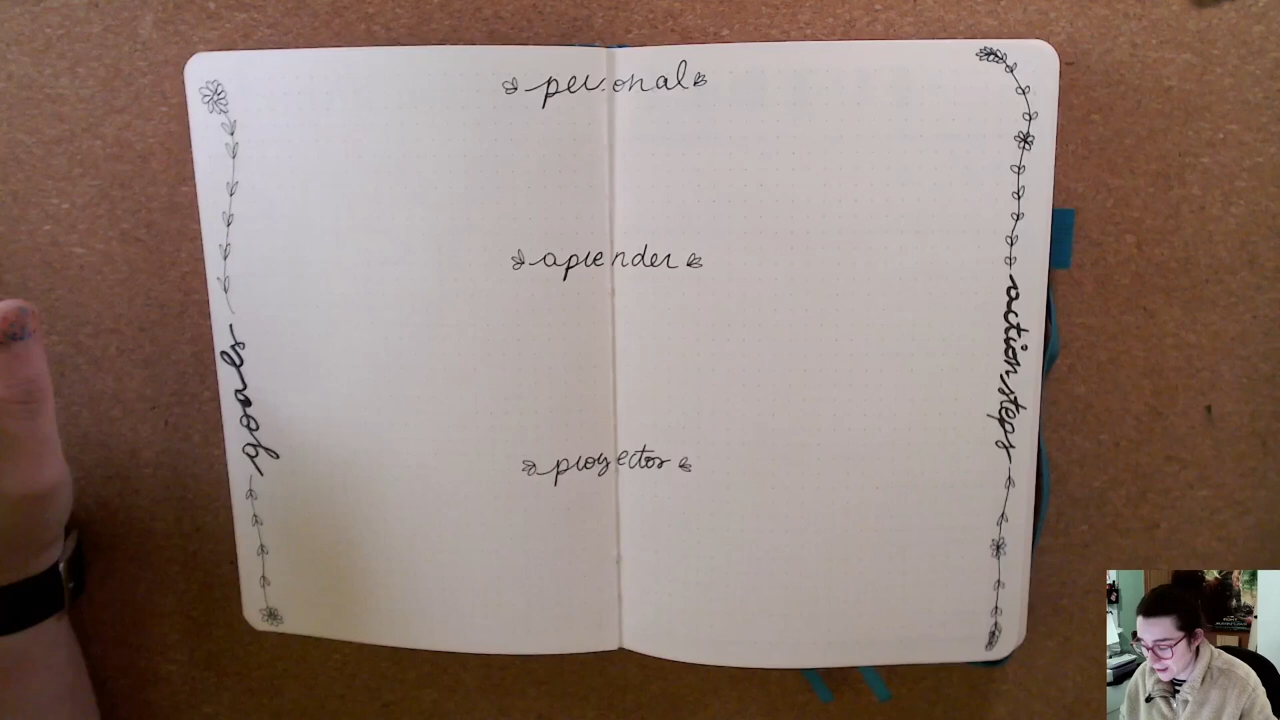 personal
aprender
proyectos
goals
action steps